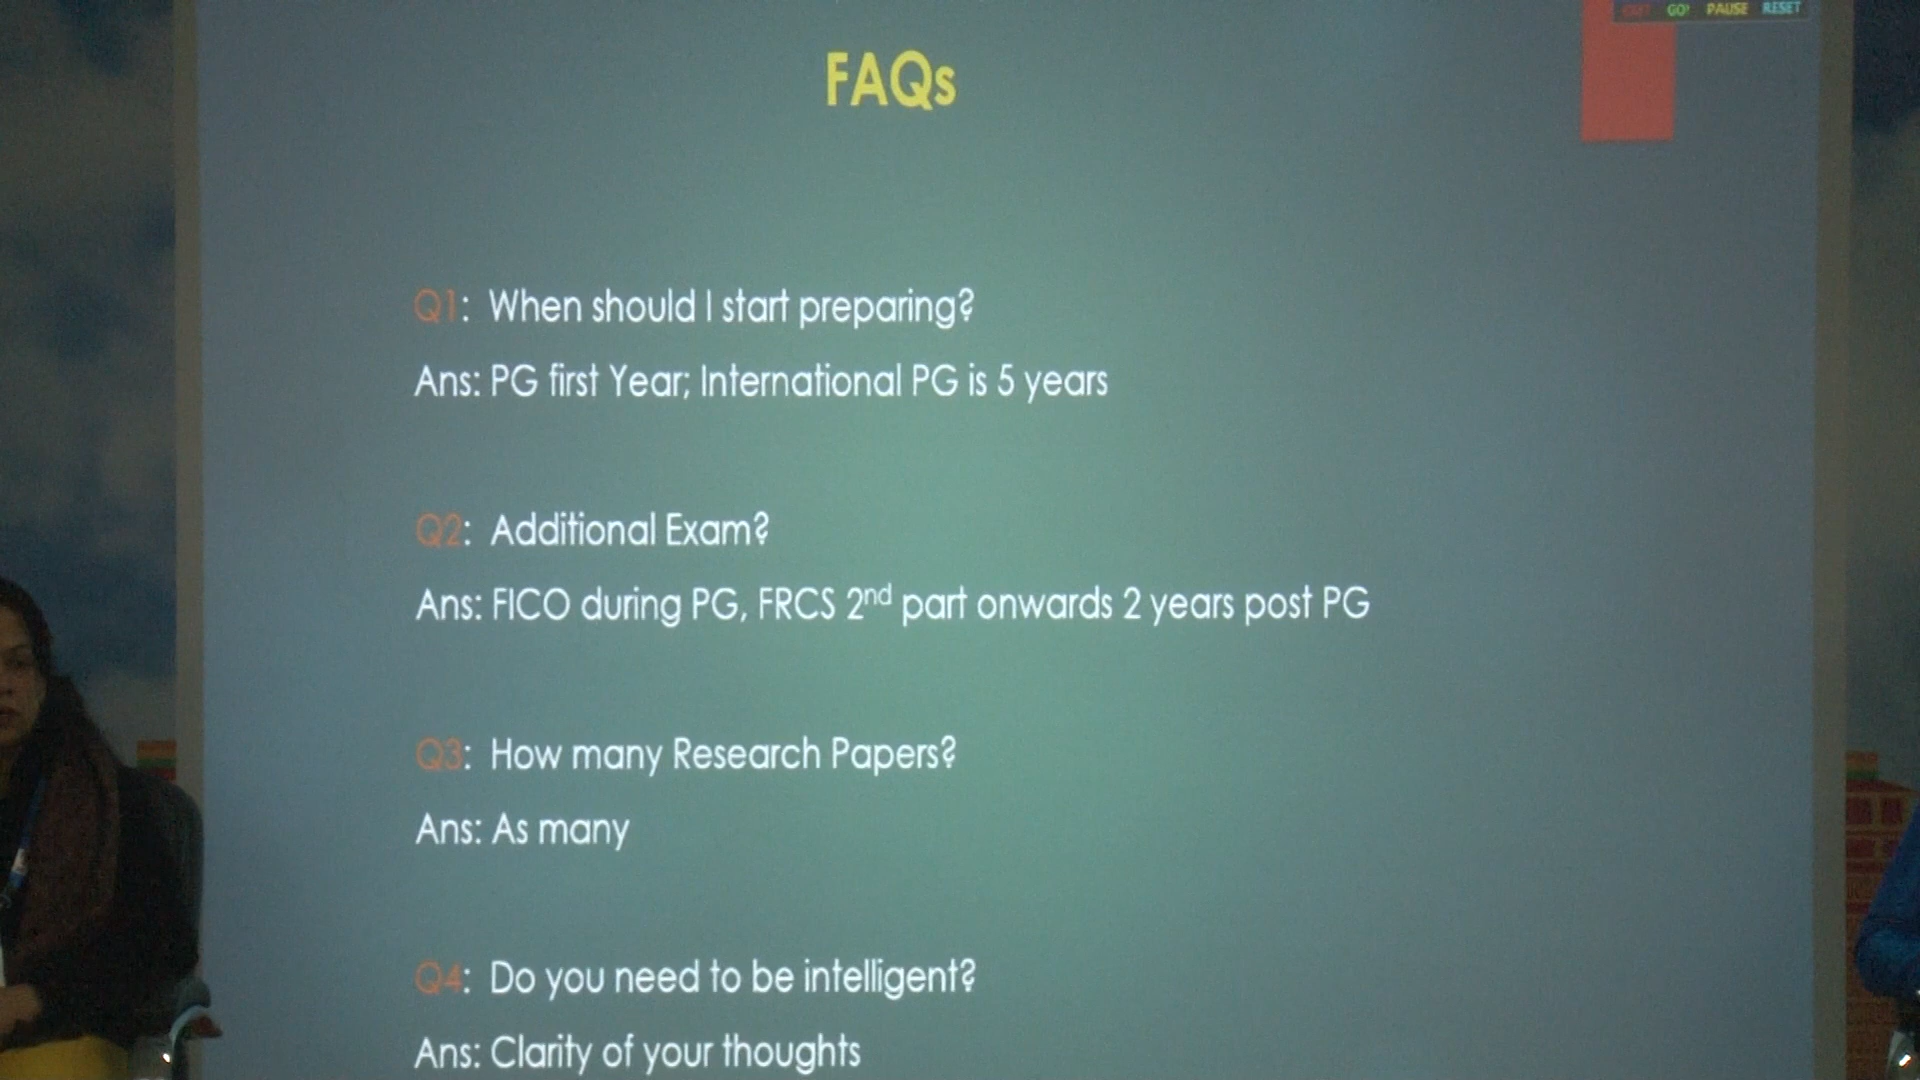 EXIT GO! PAUSE RESET
FAQs
Q1: When should I start preparing?
Ans: PG first Year; International PG is 5 years
Q2: Additional Exam?
Ans: FICO during PG, FRCS 2nd part onwards 2 years post PG
Q3: How many Research Papers?
Ans: As many
Q4: Do you need to be intelligent?
Ans: Clarity of your thoughts